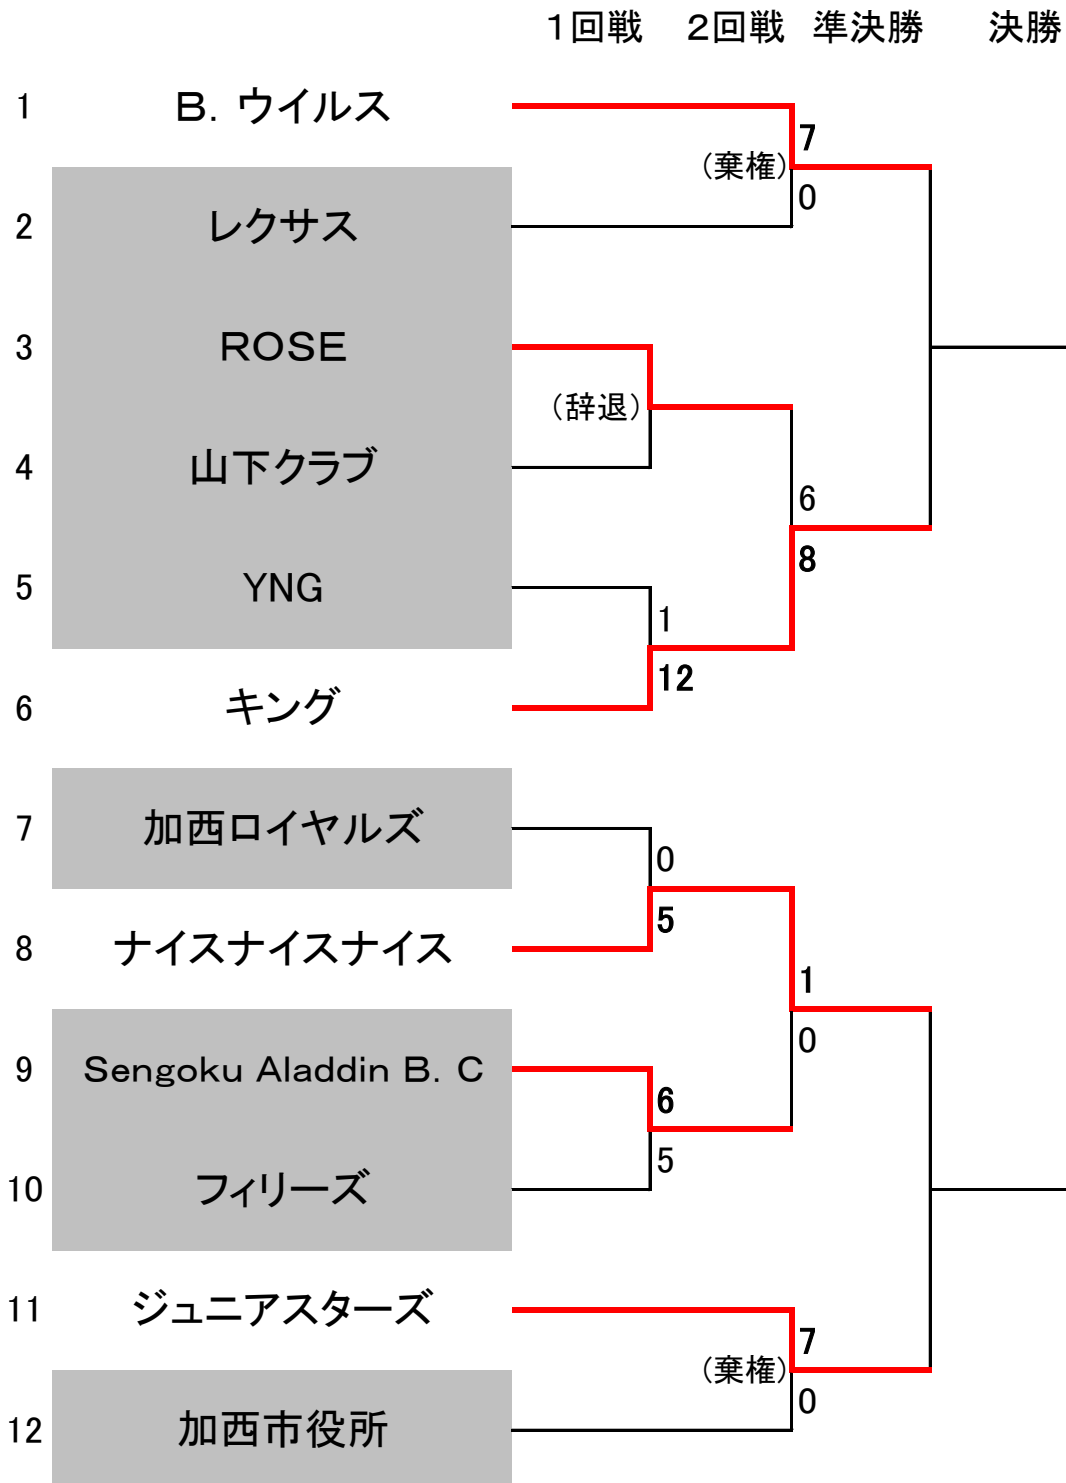 1回戦 2回戦 準決勝 決勝
1 B. ウイルス
7
(棄権)
0
2 レクサス
3 ROSE
(辞退)
4 山下クラブ
6
8
5 YNG
1
12
6 キング
7 加西ロイヤルズ
0
5
8 ナイスナイスナイス
1
0
9 Sengoku Aladdin B. C
6
5
10 フィリーズ
11 ジュニアスターズ
7
(棄権)
0
12 加西市役所